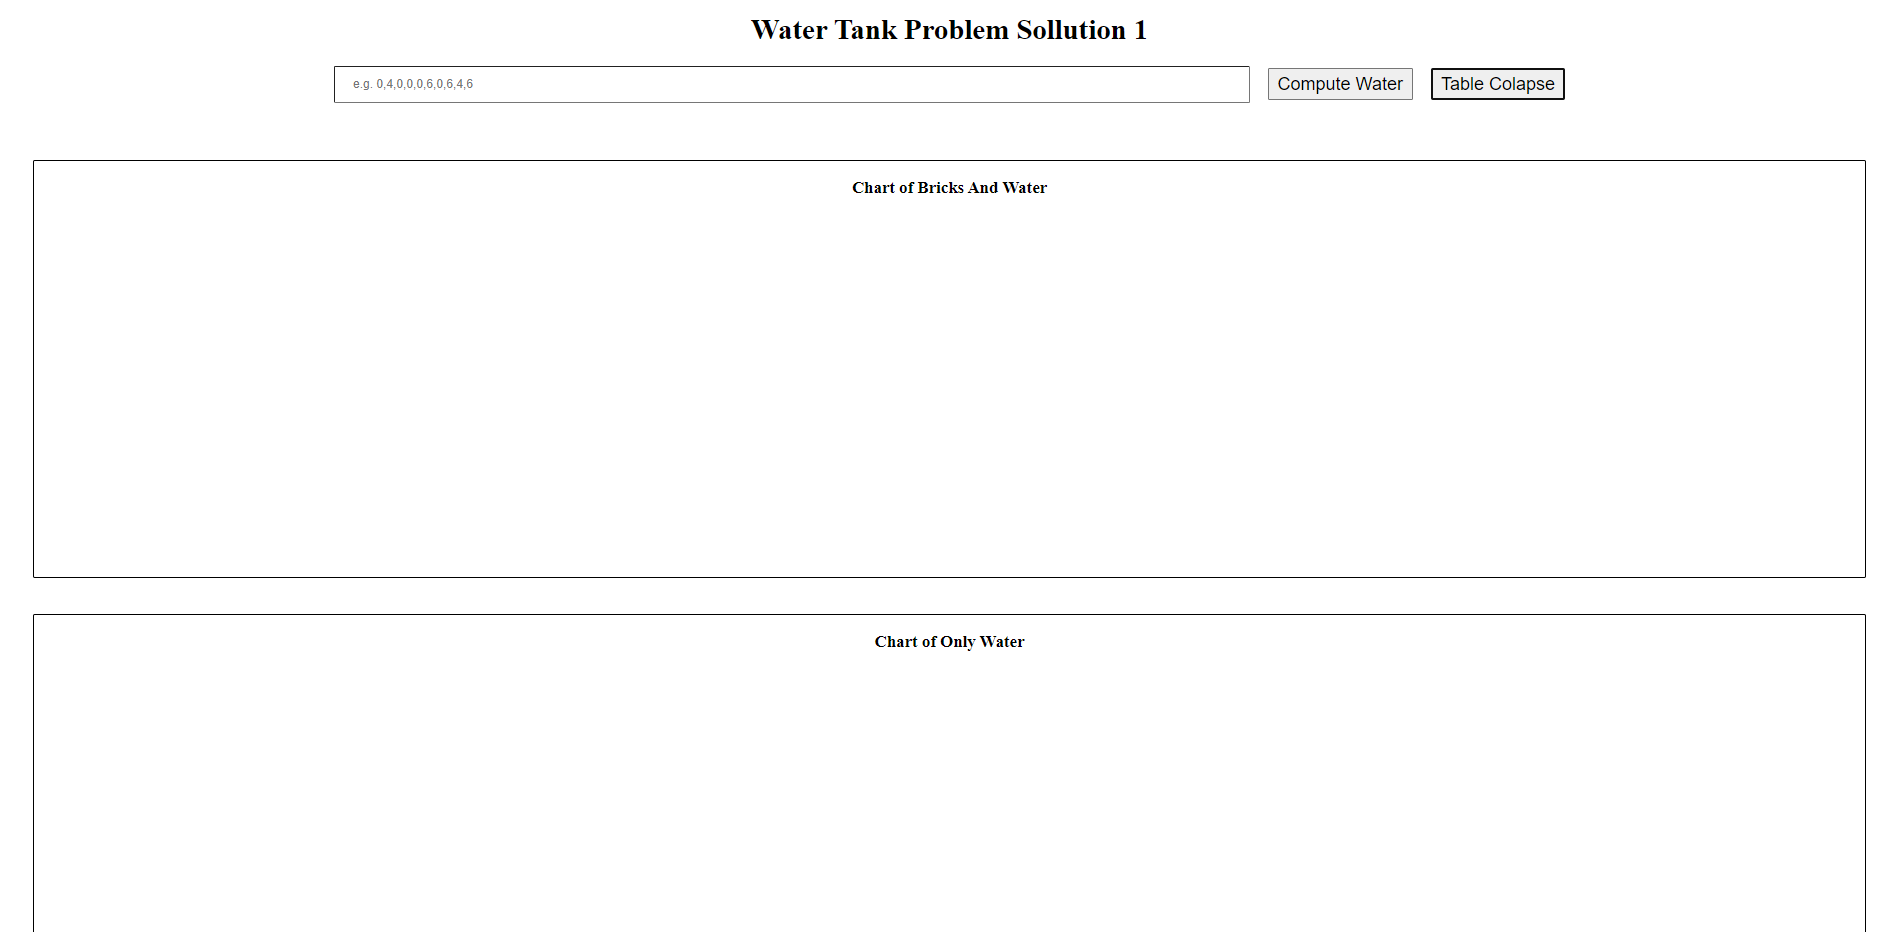 Water Tank Problem Sollution 1
e.g. 0,4,0,0,0,6,0,6,4,6
Compute Water
Table Colapse
Chart of Bricks And Water
Chart of Only Water